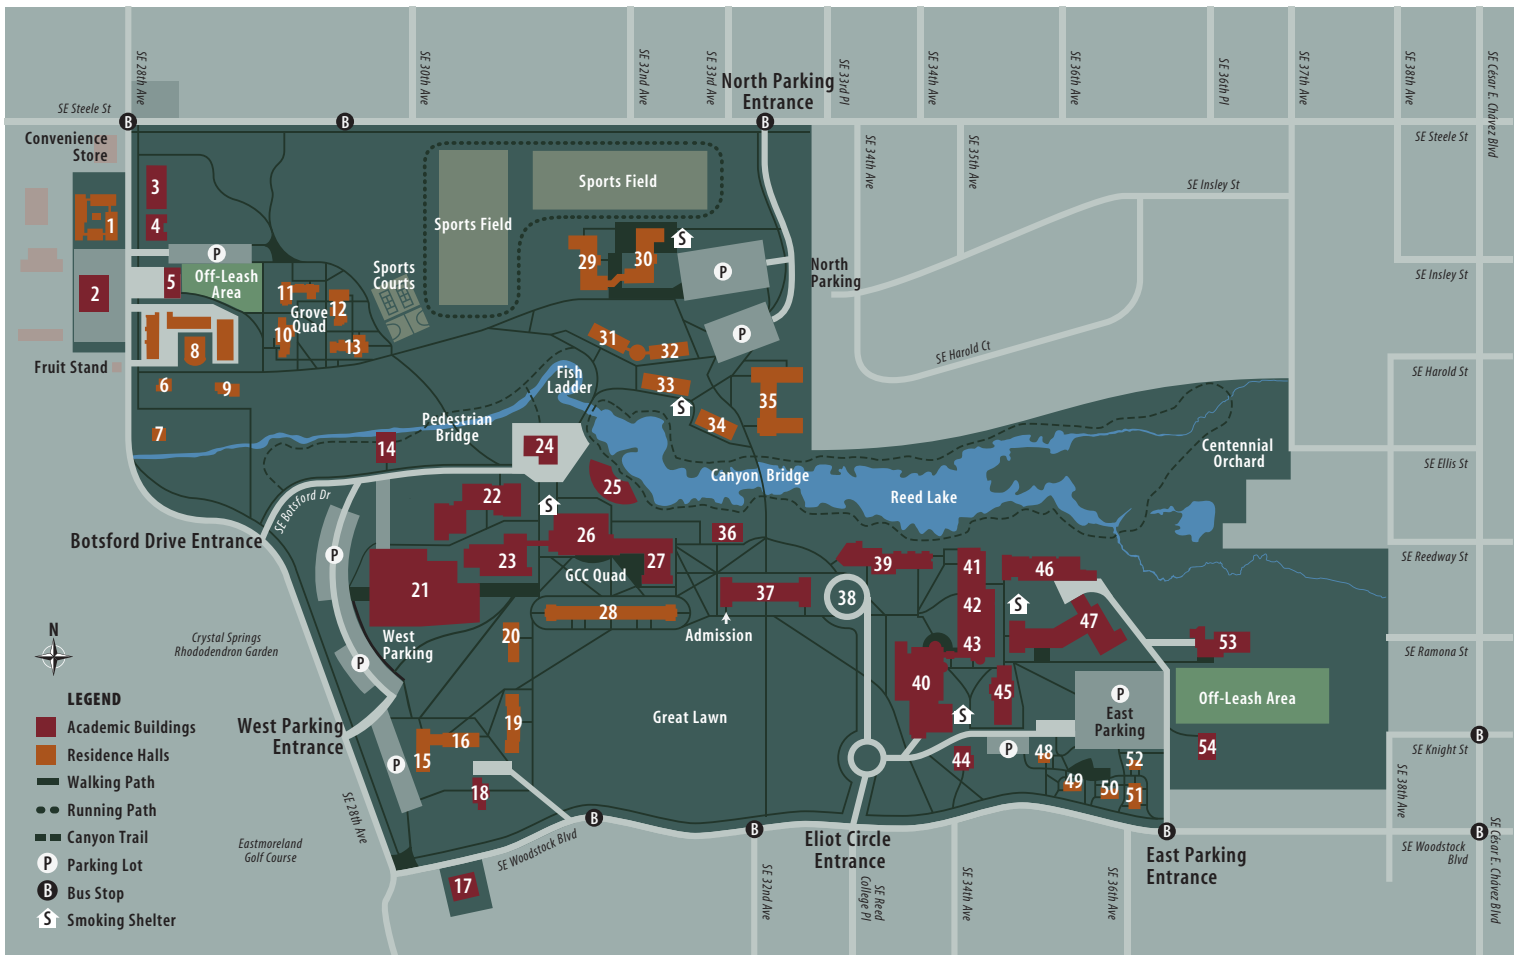 SE 28th Ave
SE 30th Ave
SE 32nd Ave
SE 33rd Ave
SE 33rd Pl
SE 34th Ave
SE 36th Ave
SE 36th Pl
SE 37th Ave
SE 38th Ave
SE César E. Chávez Blvd
North Parking
Entrance
SE Steele St
B
B
B
SE Steele St
Convenience
Store
SE 34th Ave
SE 35th Ave
3
Sports Field
SE Insley St
Sports Field
1
4
S
P
29
30
North
Parking
P
SE Insley St
Sports
Courts
Off-Leash
Area
5
2
11
12
Grove
Quad
10
13
8
P
31
32
SE Harold Ct
Fruit Stand
6
9
Fish
Ladder
33
35
S
SE Harold St
7
Pedestrian
Bridge
34
14
24
Centennial
Orchard
SE Ellis St
Canyon Bridge
Reed Lake
25
22
S
SE Botsford Dr
Botsford Drive Entrance
P
26
36
23
27
GCC Quad
39
41
46
SE Reedway St
21
37
38
42
S
28
47
Admission
Crystal Springs
Rhododendron Garden
N
West
Parking
20
43
53
SE Ramona St
P
40
45
P
Off-Leash Area
LEGEND
Academic Buildings
Residence Halls
Walking Path
Running Path
Canyon Trail
P
Parking Lot
B
Bus Stop
S
Smoking Shelter
West Parking
Entrance
19
Great Lawn
S
East
Parking
B
16
15
P
44
P
48
52
54
SE Knight St
18
49
50
51
SE 28th Ave
SE 38th Ave
B
B
B
B
Eastmoreland
Golf Course
SE Woodstock Blvd
Eliot Circle
Entrance
East Parking
Entrance
SE Woodstock
Blvd
17
SE 32nd Ave
SE Reed
College Pl
SE 34th Ave
SE 36th Ave
SE César E. Chávez Blvd